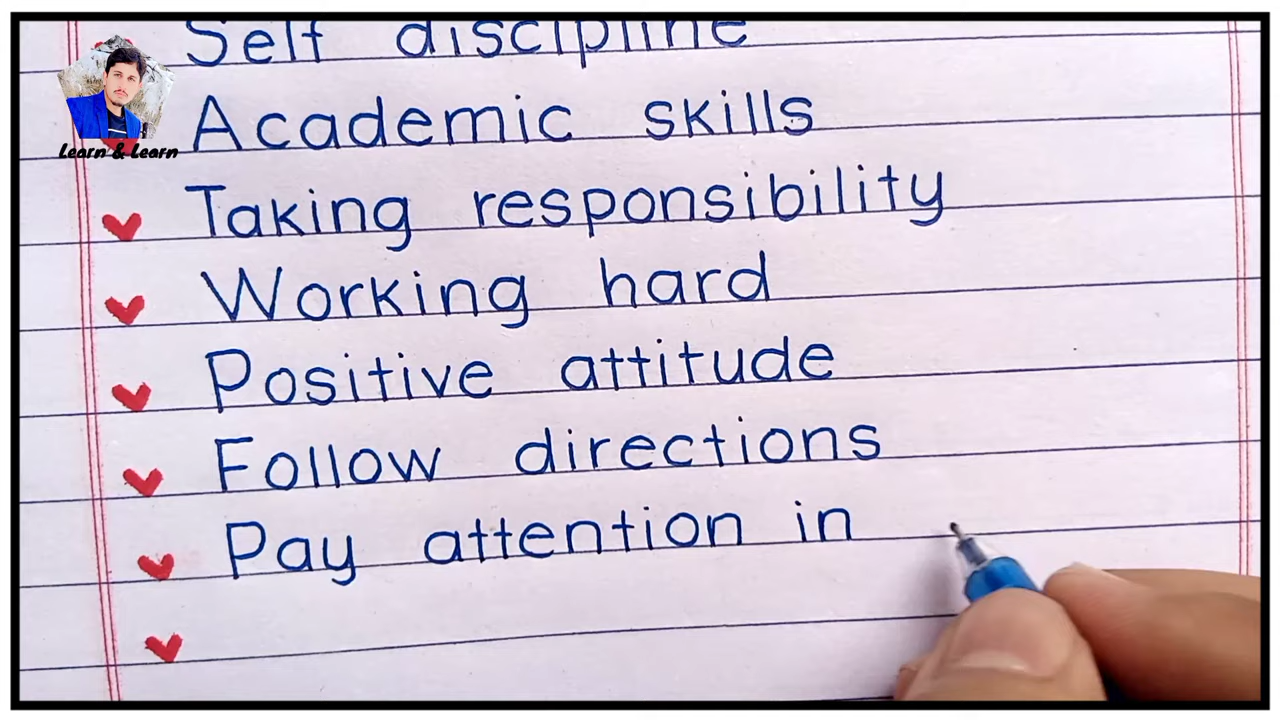 Self discipline
Learn & Learn
Academic skills
Taking responsibility
Working hard
Positive attitude
Follow directions
Pay attention in